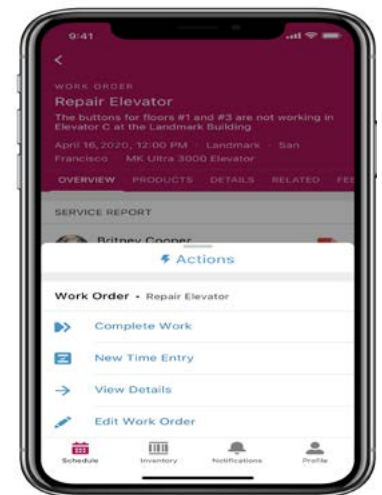 9:41
WORK ORDER
Repair Elevator
The buttons for floors #1 and #3 are not working in
Elevator C at the Landmark Building
April 16, 2020, 12:00 PM · Landmark · San
Francisco · MK Ultra 3000 Elevator
OVERVIEW PRODUCTS DETAILS RELATED FEE
SERVICE REPORT
Britney Cooper
Actions
Work Order • Repair Elevator
Complete Work
New Time Entry
View Details
Edit Work Order
Schedule Inventory Notifications Profile